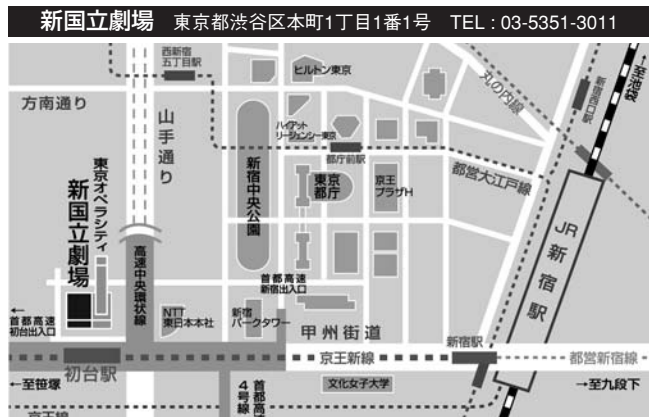 新国立劇場 東京都渋谷区本町1丁目1番1号 TEL : 03-5351-3011
西新宿
五丁目駅
ヒルトン東京
丸の内線
新宿西口駅
→至池袋
方南通り
山手通り
ハイアット
リージェンシー東京
都庁前駅
新宿中央公園
東京
都庁
京王
プラザH
都営大江戸線
東京オペラシティ
新国立劇場
JR新宿駅
高速中央環状線
首都高速
新宿出入口
←
首都高速
初台出入口
NTT
東日本本社
新宿
パークタワー
甲州街道
新宿駅
初台駅
京王新線
都営新宿線
←至笹塚
首都高速
4号線
文化女子大学
→至九段下
京王線